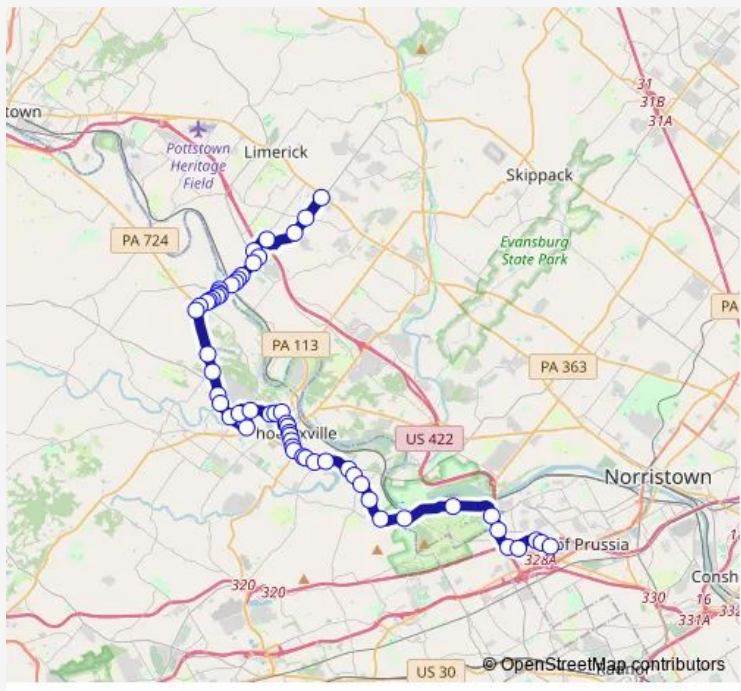 31
31B
31A
town
Pottstown
Heritage
Field
Limerick
Skippack
PA 724
Evansburg
State Park
PA
PA 113
PA 363
US 422
Norristown
of Prussia
328A
320
320
Consh
330
16
331A
332
US 30
© OpenStreetMap contributors